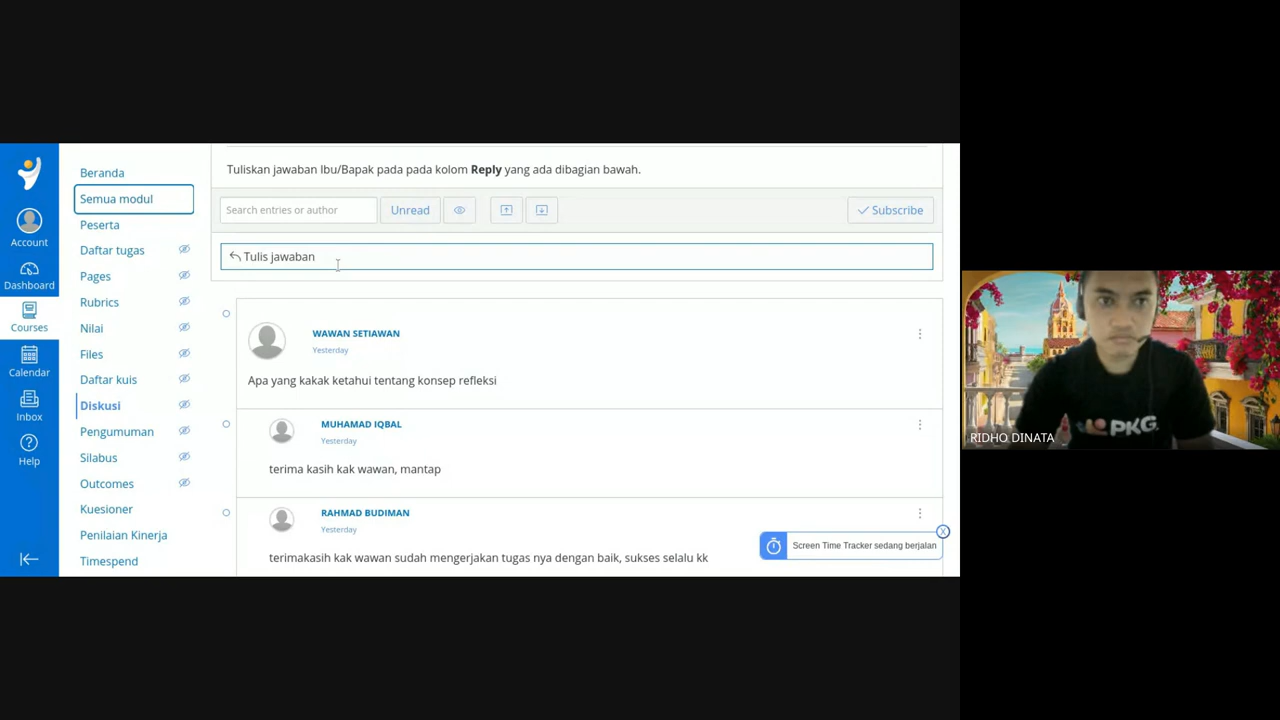 Tuliskan jawaban Ibu/Bapak pada pada kolom Reply yang ada dibagian bawah.
Search entries or author
Unread
Subscribe
Tulis jawaban
Account
Dashboard
Courses
Calendar
Inbox
Help
Beranda
Semua modul
Peserta
Daftar tugas
Pages
Rubrics
Nilai
Files
Daftar kuis
Diskusi
Pengumuman
Silabus
Outcomes
Kuesioner
Penilaian Kinerja
Timespend
WAWAN SETIAWAN
Yesterday
Apa yang kakak ketahui tentang konsep refleksi
MUHAMAD IQBAL
Yesterday
terima kasih kak wawan, mantap
RAHMAD BUDIMAN
Yesterday
terimakasih kak wawan sudah mengerjakan tugas nya dengan baik, sukses selalu kk
Screen Time Tracker sedang berjalan
X
PKG
RIDHO DINATA